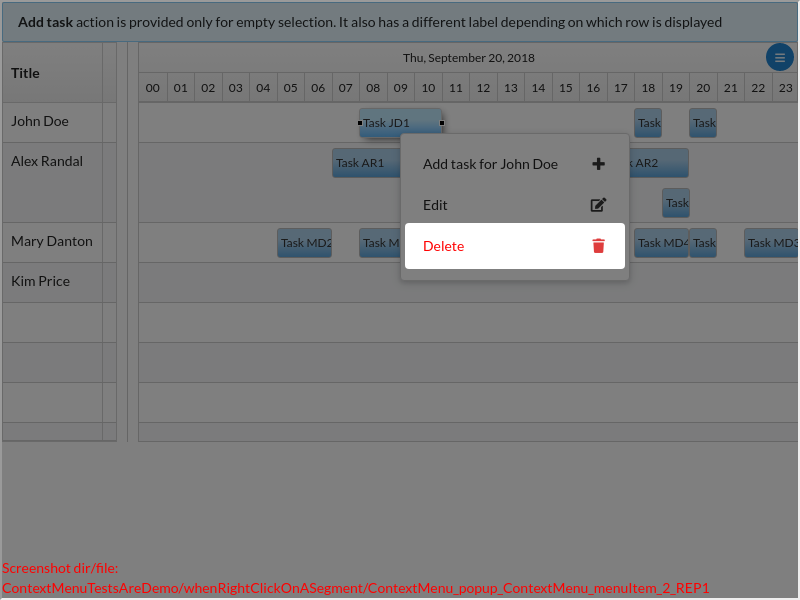 Add task action is provided only for empty selection. It also has a different label depending on which row is displayed
Thu, September 20, 2018
Title
00 01 02 03 04 05 06 07 08 09 10 11 12 13 14 15 16 17 18 19 20 21 22 23
John Doe
Task JD1
Task
Task
Add task for John Doe
Alex Randal
Task AR1
AR2
Edit
Task
Mary Danton
Task MD2
Task M
Delete
Task MD4
Task
Task MD3
Kim Price
Screenshot dir/file:
ContextMenuTestsAreDemo/whenRightClickOnASegment/ContextMenu_popup_ContextMenu_menuItem_2_REP1